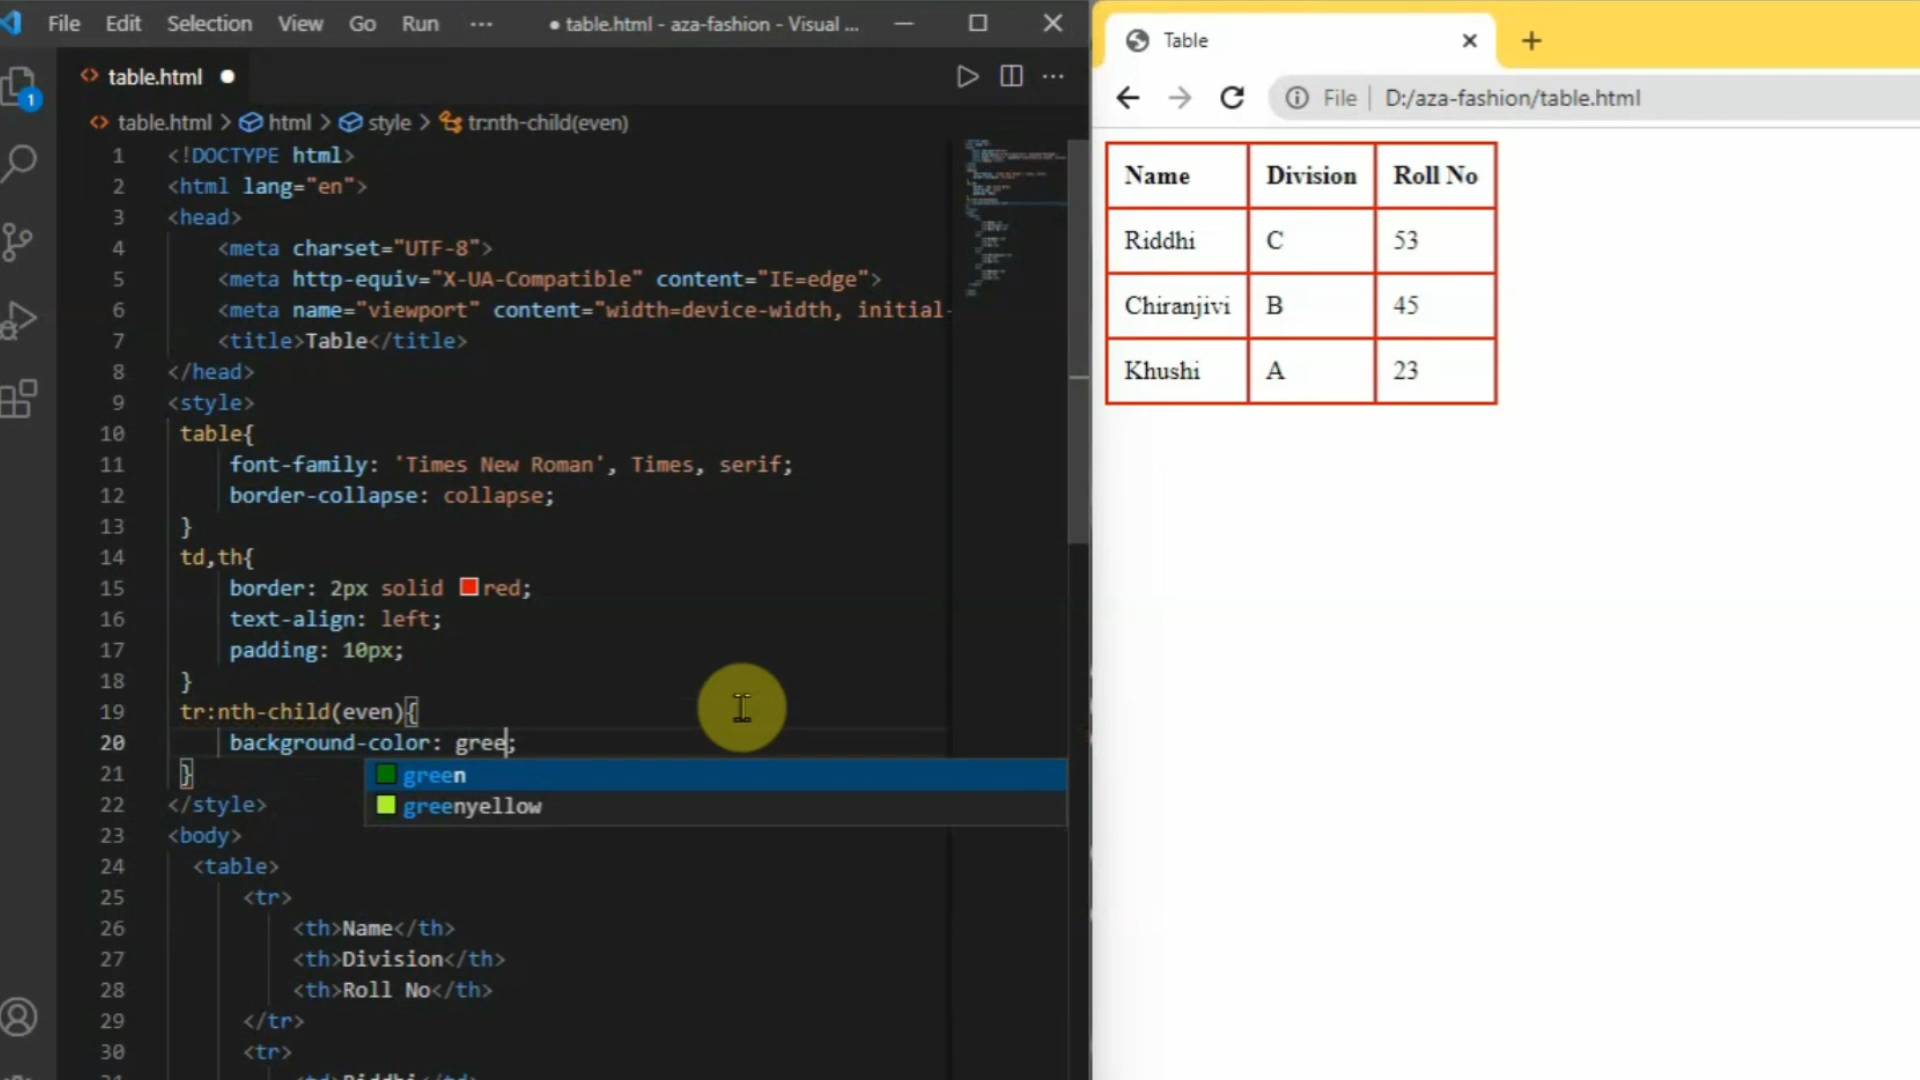 File Edit Selection View Go Run ··· ● table.html - aza-fashion - Visual ...
table.html ●
table.html > html > style > tr:nth-child(even)
1 <!DOCTYPE html>
2 <html lang="en">
3 <head>
4 <meta charset="UTF-8">
5 <meta http-equiv="X-UA-Compatible" content="IE=edge">
6 <meta name="viewport" content="width=device-width, initial-
7 <title>Table</title>
8 </head>
9 <style>
10 table{
11 font-family: 'Times New Roman', Times, serif;
12 border-collapse: collapse;
13 }
14 td,th{
15 border: 2px solid red;
16 text-align: left;
17 padding: 10px;
18 }
19 tr:nth-child(even){
20 background-color: gree;
21 }
green
greenyellow
22 </style>
23 <body>
24 <table>
25 <tr>
26 <th>Name</th>
27 <th>Division</th>
28 <th>Roll No</th>
29 </tr>
30 <tr>
1
Table
File D:/aza-fashion/table.html
Name Division Roll No
Riddhi C 53
Chiranjivi B 45
Khushi A 23